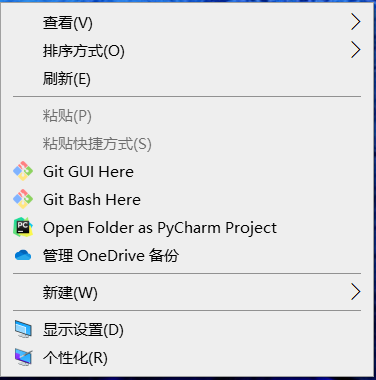 查看(V)
排序方式(O)
刷新(E)
粘贴(P)
粘贴快捷方式(S)
Git GUI Here
Git Bash Here
PC
Open Folder as PyCharm Project
管理 OneDrive 备份
新建(W)
显示设置(D)
个性化(R)